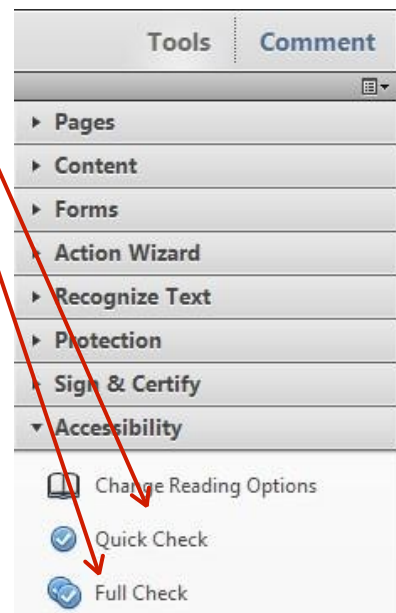 Tools Comment
Pages
Content
Forms
Action Wizard
Recognize Text
Protection
Sign & Certify
Accessibility
Change Reading Options
Quick Check
Full Check